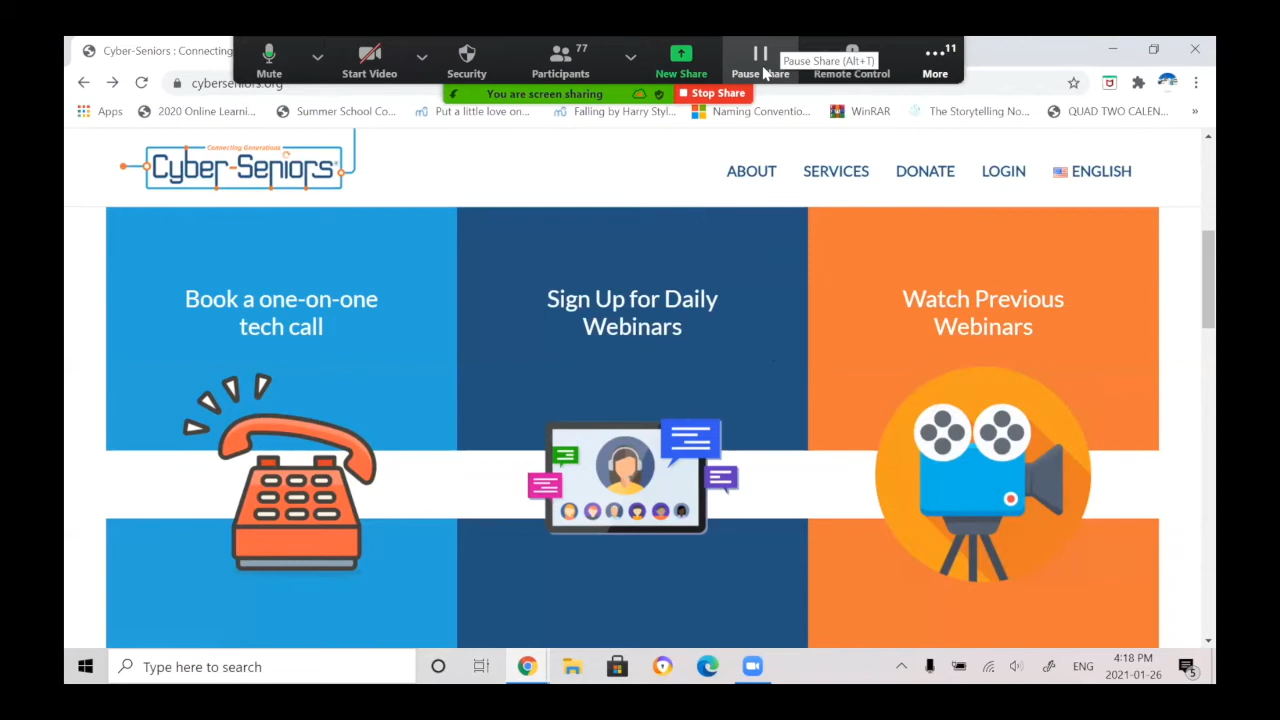 Cyber-Seniors : Connecting
77
11
Mute
Start Video
Security
Participants
New Share
Pause Share
Pause Share (Alt+T)
Remote Control
More
cyberseniors.org
You are screen sharing
Stop Share
Apps
2020 Online Learni...
Summer School Co...
Put a little love on...
Falling by Harry Styl...
Naming Conventio...
WinRAR
The Storytelling No...
QUAD TWO CALEN...
»
Connecting Generations
Cyber-Seniors
ABOUT
SERVICES
DONATE
LOGIN
ENGLISH
Book a one-on-one
tech call
Sign Up for Daily
Webinars
Watch Previous
Webinars
Type here to search
ENG
4:18 PM
2021-01-26
5